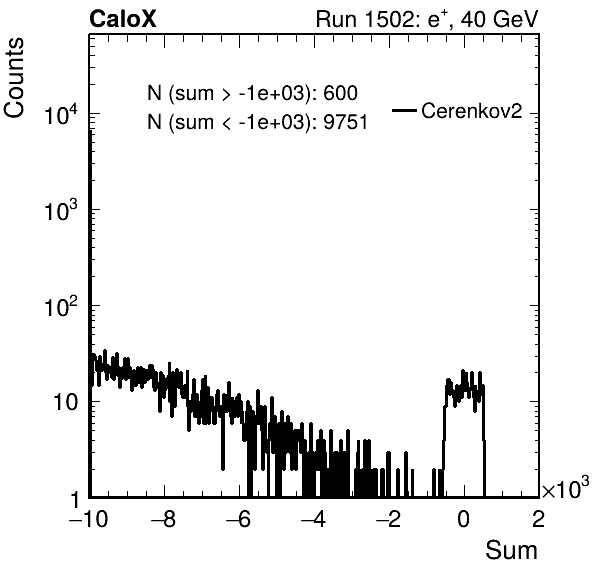 CaloX Run 1502: e⁺, 40 GeV
Counts
N (sum > -1e+03): 600
N (sum < -1e+03): 9751
Cerenkov2
10⁴
10³
10²
10
1
−10 −8 −6 −4 −2 0 2
×10³
Sum